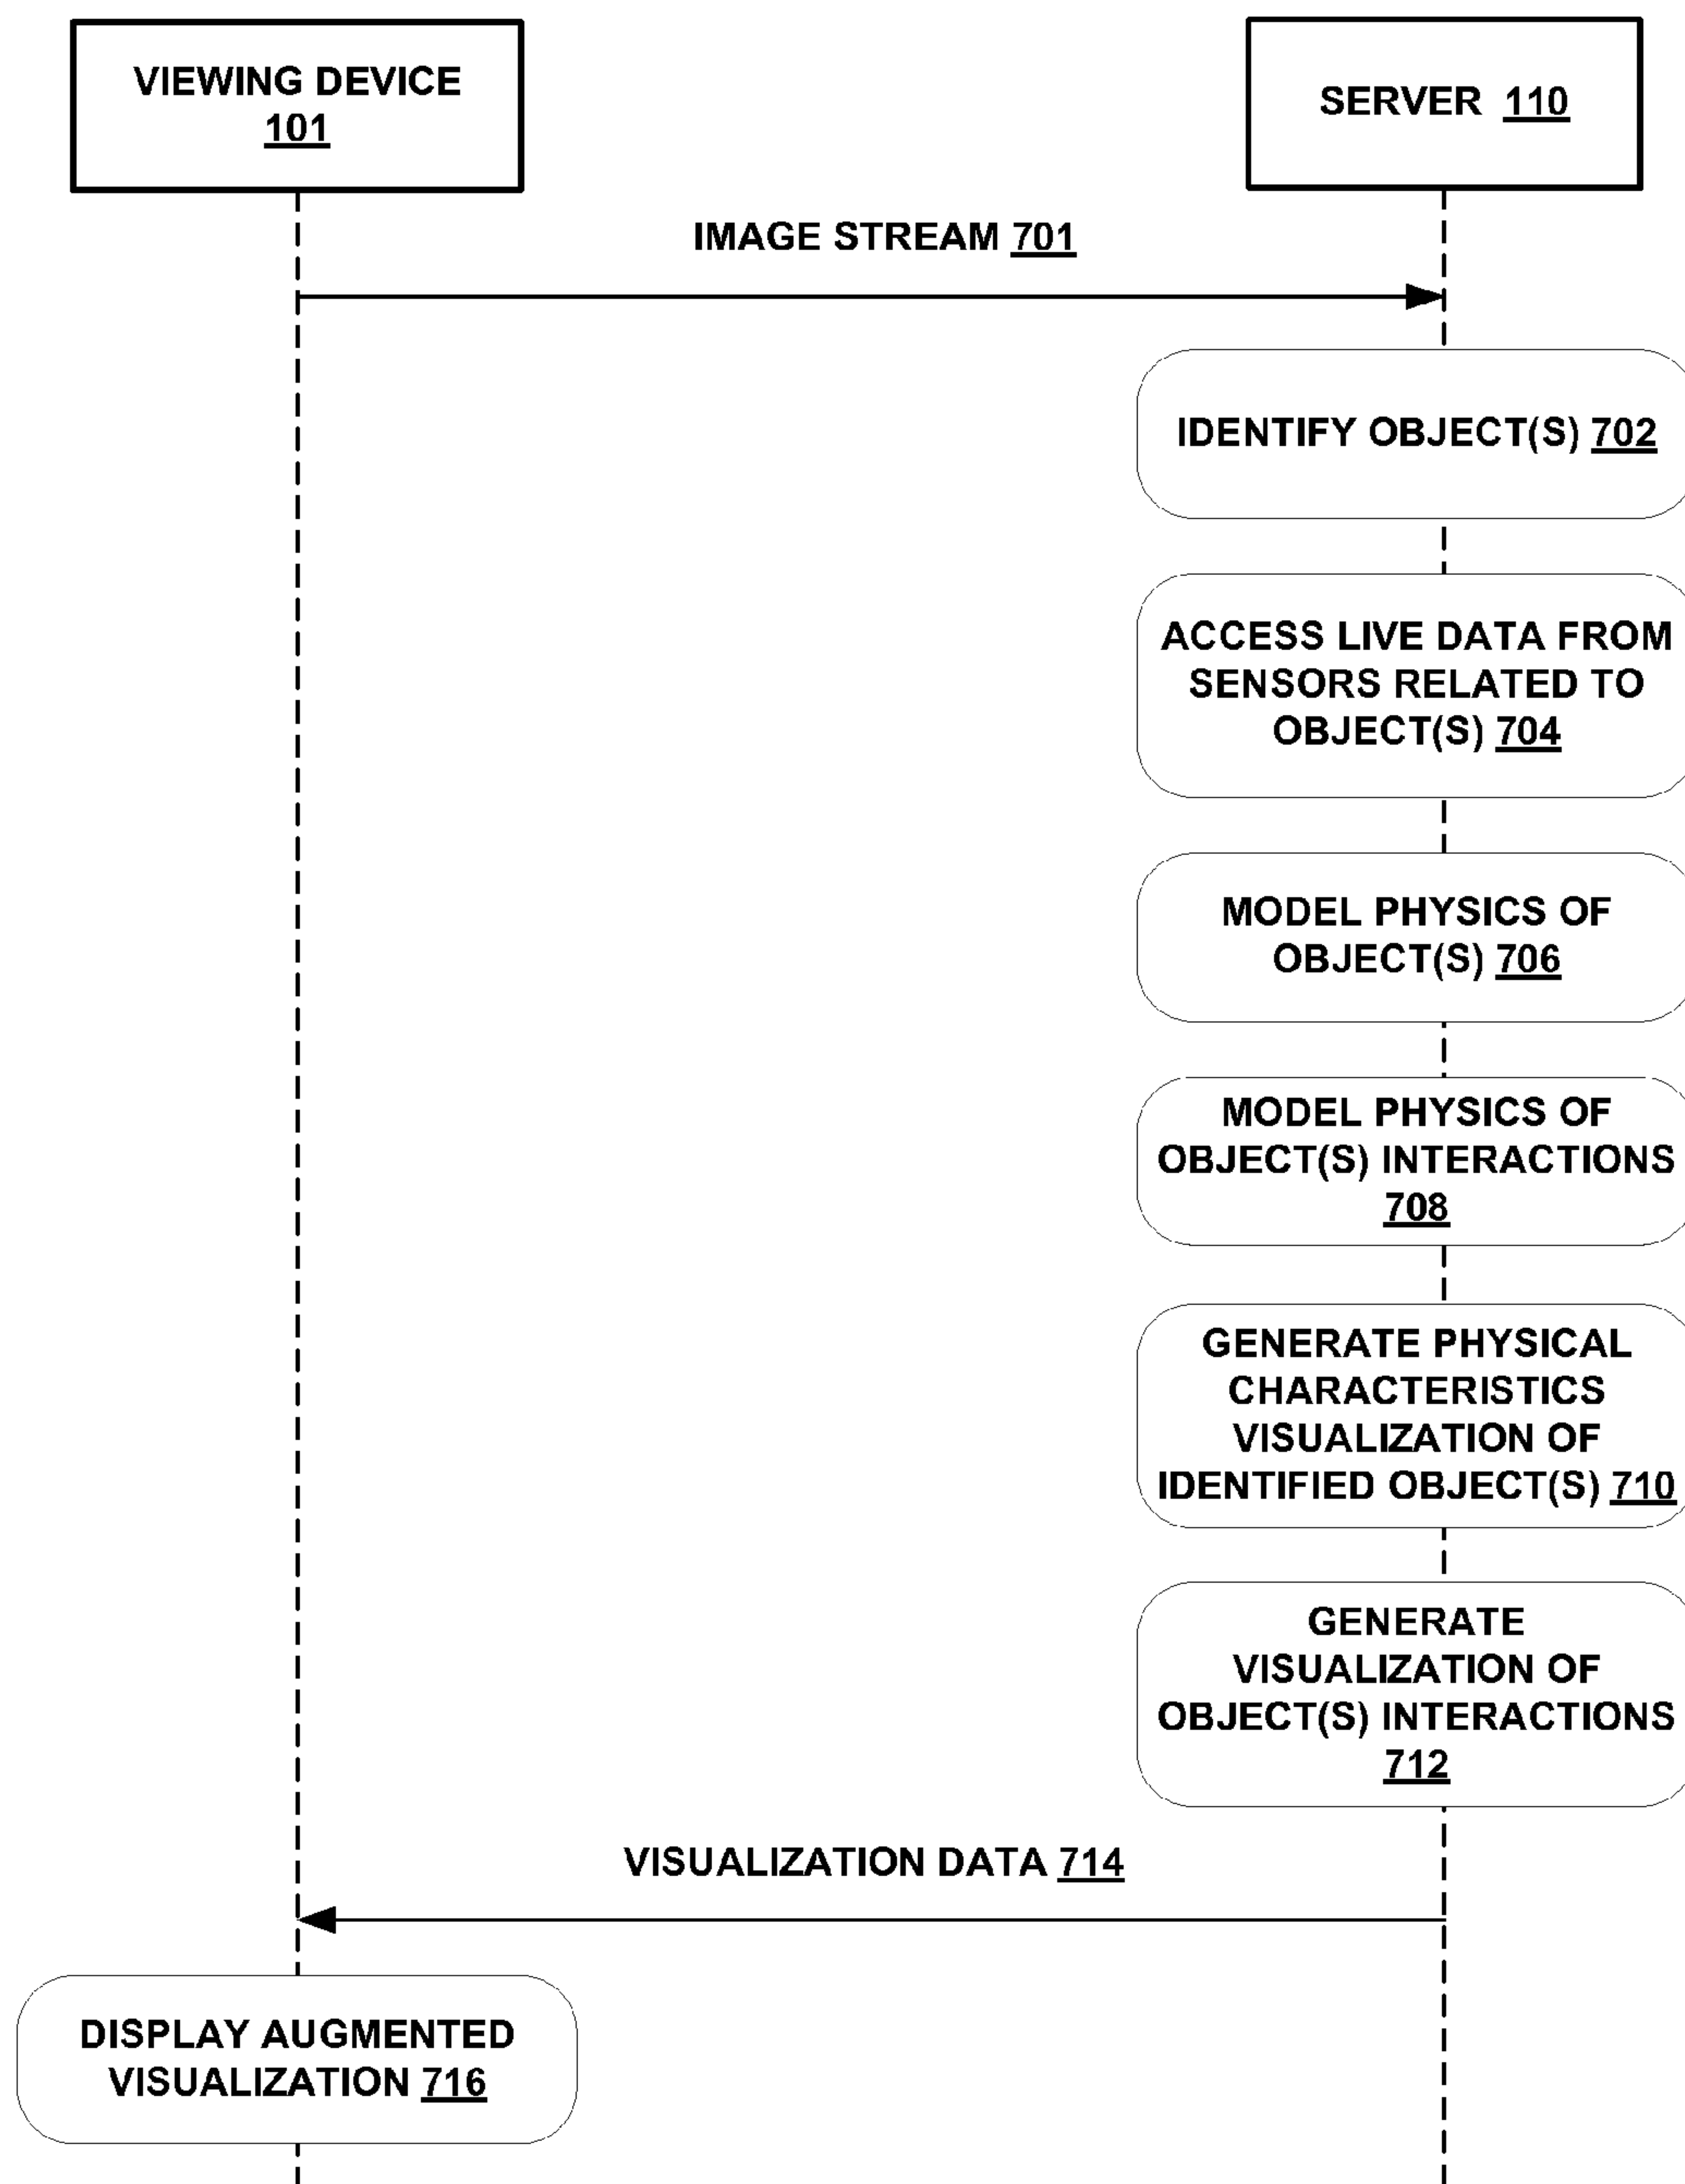 VIEWING DEVICE
101
SERVER 110
IMAGE STREAM 701
IDENTIFY OBJECT(S) 702
ACCESS LIVE DATA FROM
SENSORS RELATED TO
OBJECT(S) 704
MODEL PHYSICS OF
OBJECT(S) 706
MODEL PHYSICS OF
OBJECT(S) INTERACTIONS
708
GENERATE PHYSICAL
CHARACTERISTICS
VISUALIZATION OF
IDENTIFIED OBJECT(S) 710
GENERATE
VISUALIZATION OF
OBJECT(S) INTERACTIONS
712
VISUALIZATION DATA 714
DISPLAY AUGMENTED
VISUALIZATION 716